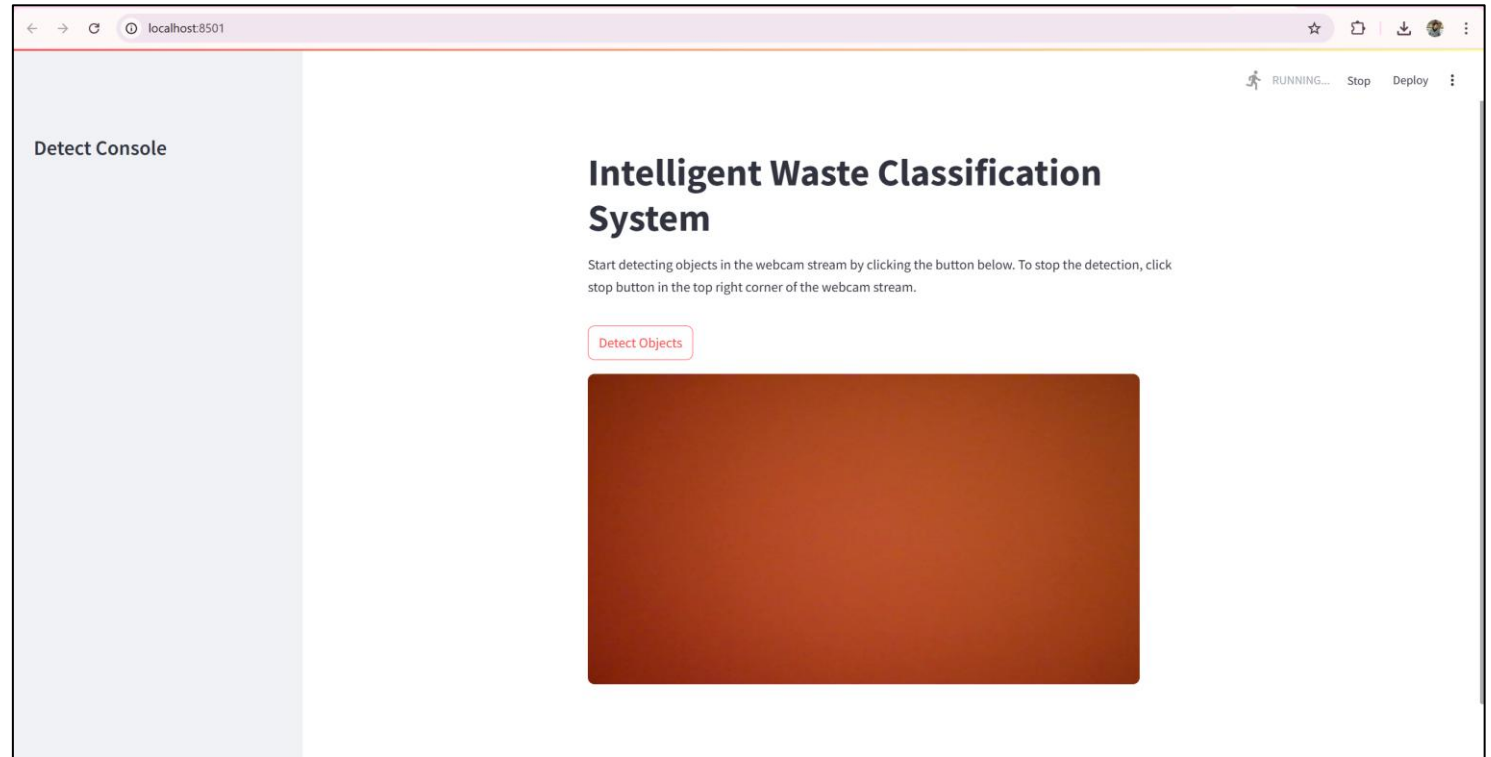 localhost:8501
RUNNING... Stop Deploy
Detect Console
Intelligent Waste Classification
System
Start detecting objects in the webcam stream by clicking the button below. To stop the detection, click
stop button in the top right corner of the webcam stream.
Detect Objects